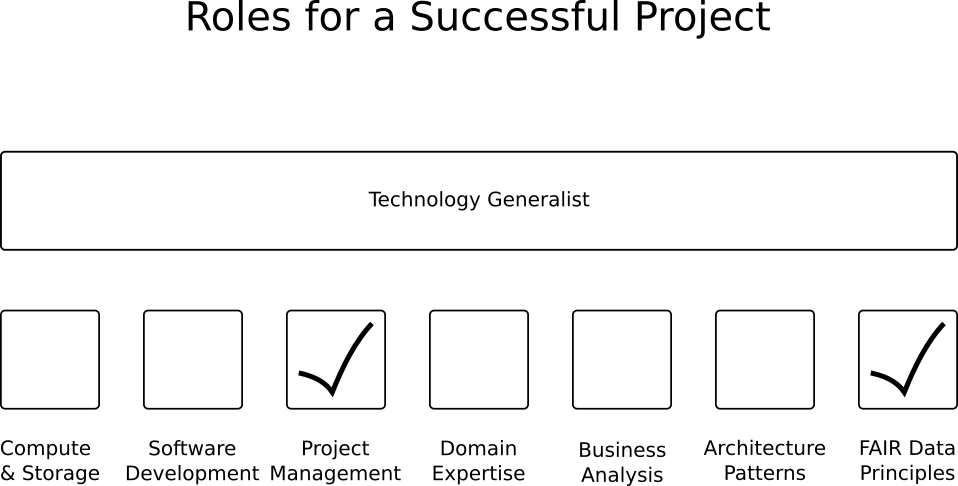 Roles for a Successful Project
Technology Generalist
Compute
& Storage
Software
Development
Project
Management
Domain
Expertise
Business
Analysis
Architecture
Patterns
FAIR Data
Principles